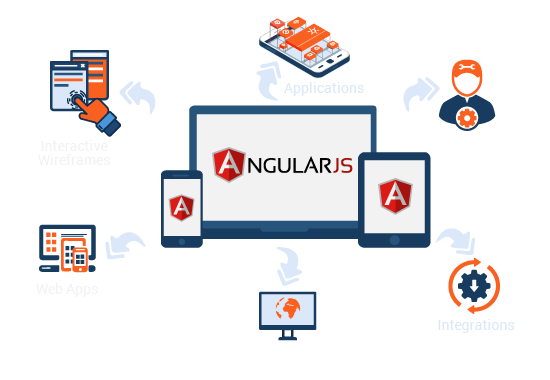 Applications
Interactive
Wireframes
ANGULARJS
A
A
Web Apps
Integrations